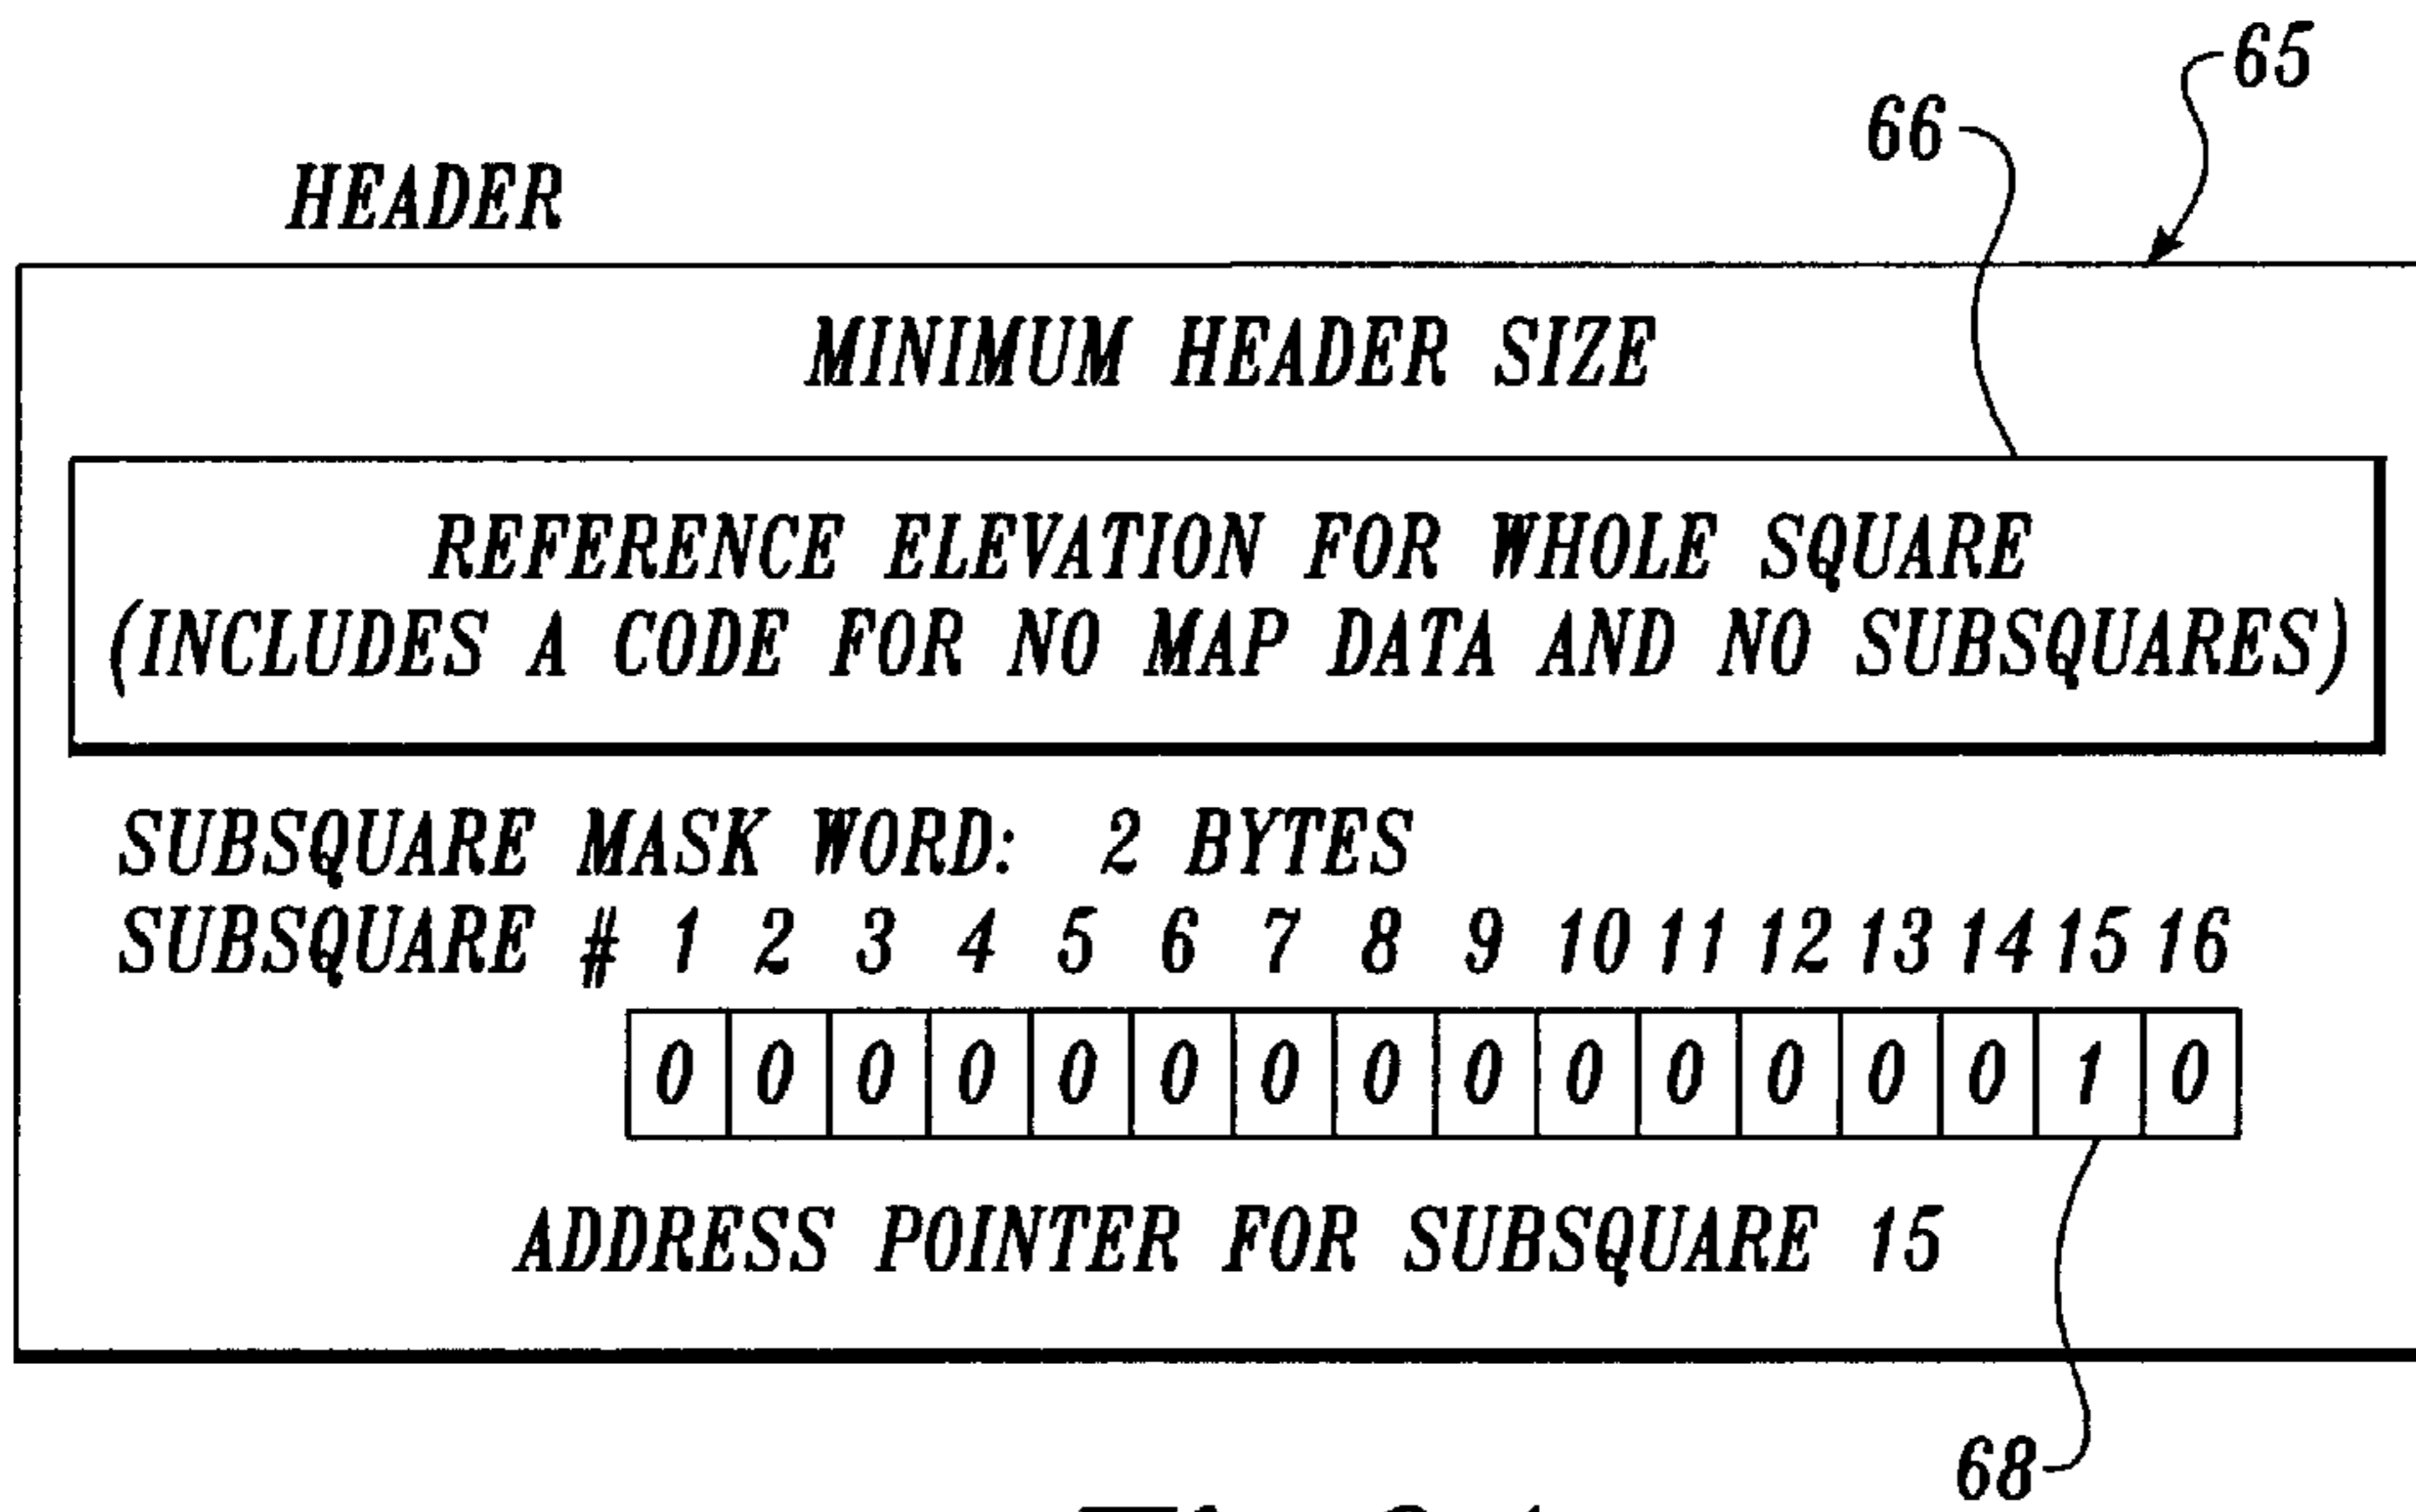 65
66
HEADER
MINIMUM HEADER SIZE
REFERENCE ELEVATION FOR WHOLE SQUARE
(INCLUDES A CODE FOR NO MAP DATA AND NO SUBSQUARES)
SUBSQUARE MASK WORD: 2 BYTES
SUBSQUARE # 1 2 3 4 5 6 7 8 9 10 11 12 13 14 15 16
0 0 0 0 0 0 0 0 0 0 0 0 0 0 1 0
ADDRESS POINTER FOR SUBSQUARE 15
68